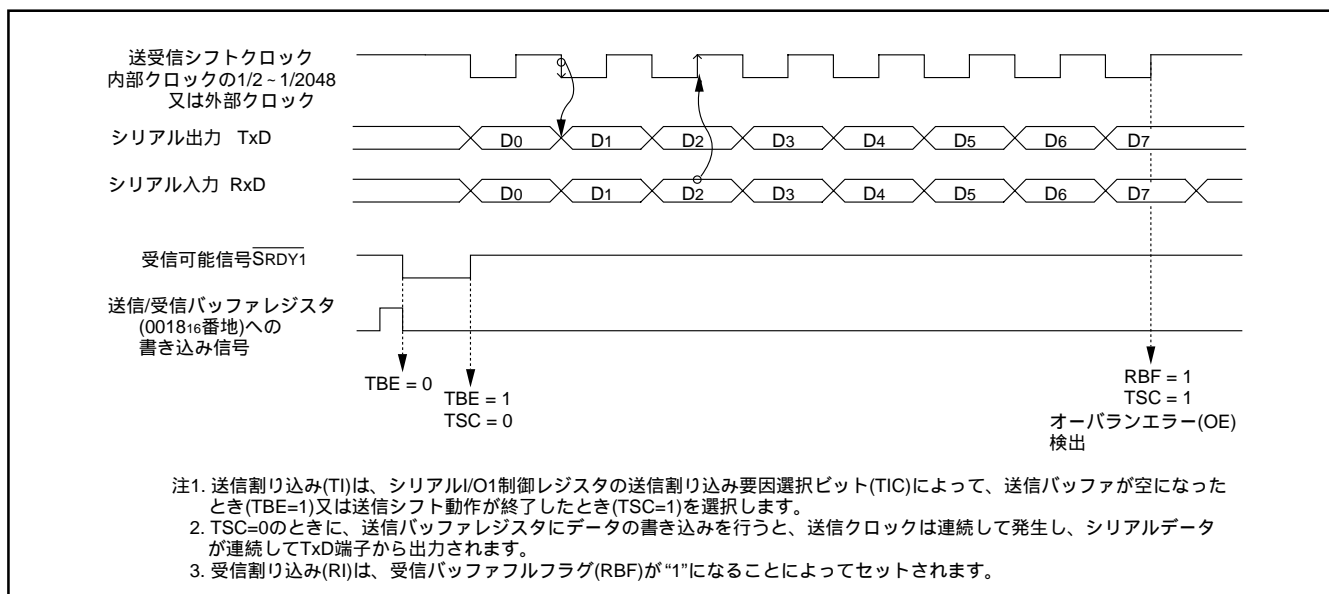 送受信シフトクロック
内部クロックの1/2～1/2048
又は外部クロック
シリアル出力 TxD
D0 D1 D2 D3 D4 D5 D6 D7
シリアル入力 RxD
D0 D1 D2 D3 D4 D5 D6 D7
受信可能信号SRDY1
送信/受信バッファレジスタ
(001816番地)への
書き込み信号
TBE = 0
TBE = 1
TSC = 0
RBF = 1
TSC = 1
オーバランエラー(OE)
検出
注1. 送信割り込み(TI)は、シリアルI/O1制御レジスタの送信割り込み要因選択ビット(TIC)によって、送信バッファが空になった
とき(TBE=1)又は送信シフト動作が終了したとき(TSC=1)を選択します。
2. TSC=0のときに、送信バッファレジスタにデータの書き込みを行うと、送信クロックは連続して発生し、シリアルデータ
が連続してTxD端子から出力されます。
3. 受信割り込み(RI)は、受信バッファフルフラグ(RBF)が“1”になることによってセットされます。